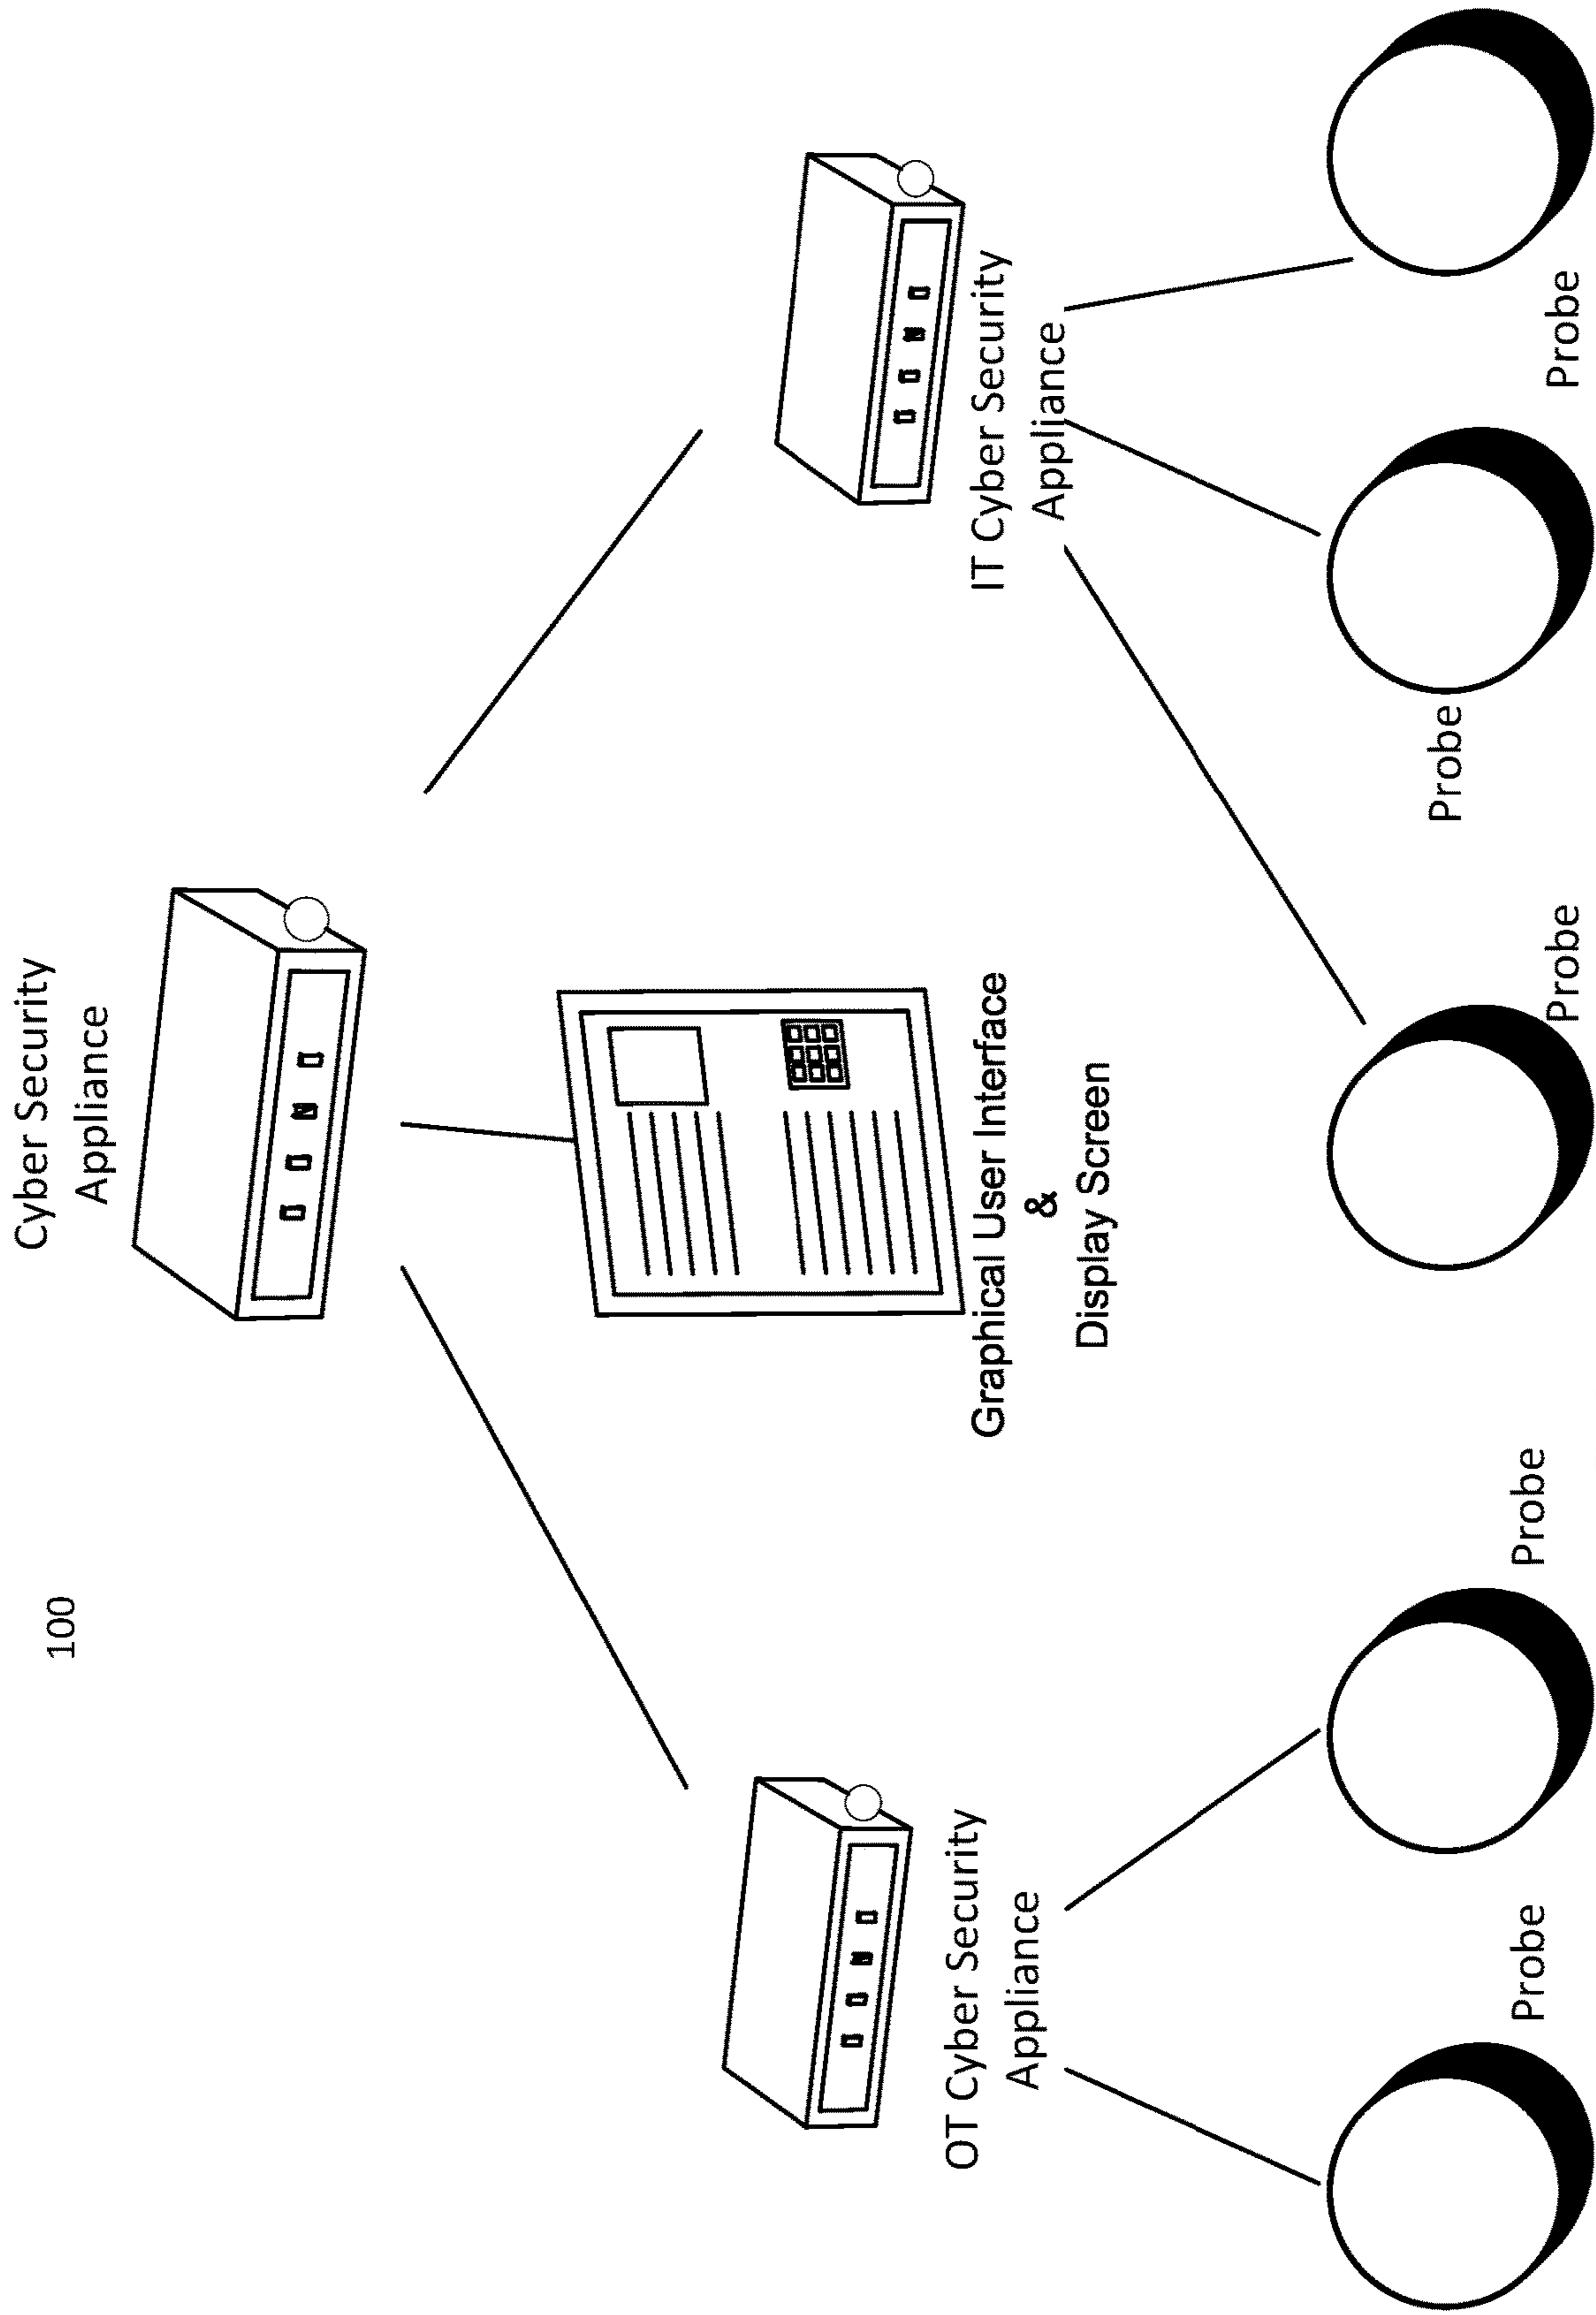 100
Cyber Security
Appliance
Graphical User Interface
&
Display Screen
OT Cyber Security
Appliance
IT Cyber Security
Appliance
Probe
Probe
Probe
Probe
Probe